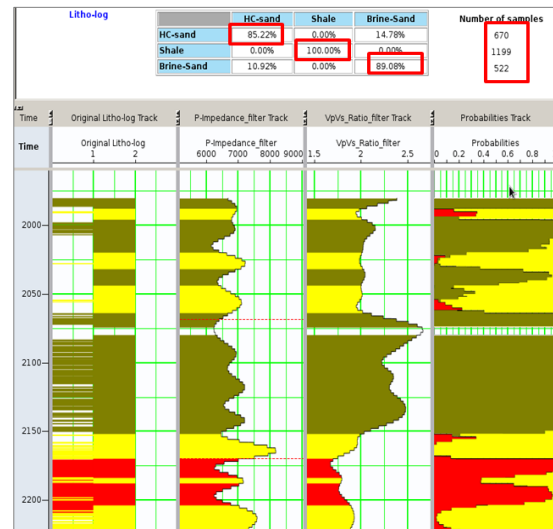 Litho-log
HC-sand Shale Brine-Sand
HC-sand 85.22% 0.00% 14.78%
Shale 0.00% 100.00% 0.00%
Brine-Sand 10.92% 0.00% 89.08%
Number of samples
670
1199
522
Time Original Litho-log Track P-Impedance_filter Track VpVs_Ratio_filter Track Probabilities Track
Time Original Litho-log P-Impedance_filter VpVs_Ratio_filter Probabilities
1 2 6000 7000 8000 9000 1.5 2 2.5 0 0.2 0.4 0.6 0.8
2000
2050
2100
2150
2200